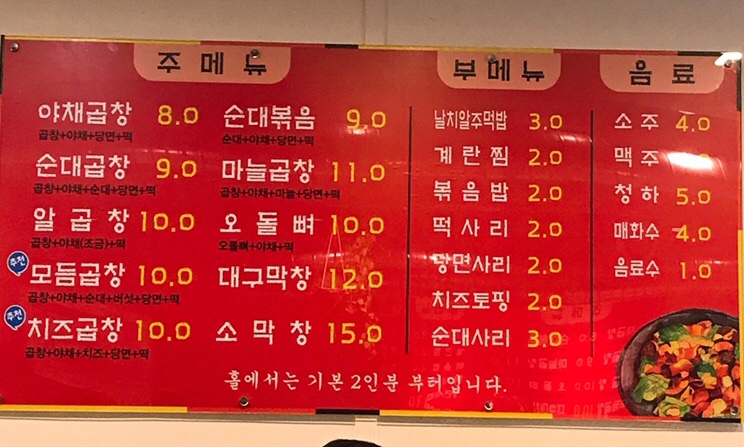 주메뉴
야채곱창 8.0
곱창+야채+당면+떡
순대곱창 9.0
곱창+야채+순대+당면+떡
알곱창 10.0
곱창+야채(조금)+떡
추천
모듬곱창 10.0
곱창+야채+순대+버섯+당면+떡
추천
치즈곱창 10.0
곱창+야채+치즈+당면+떡
순대볶음 9.0
순대+야채+당면+떡
마늘곱창 11.0
곱창+야채+마늘+당면+떡
오돌뼈 10.0
오돌뼈+야채+떡
대구막창 12.0
소막창 15.0
부메뉴
날치알주먹밥 3.0
계란찜 2.0
볶음밥 2.0
떡사리 2.0
당면사리 2.0
치즈토핑 2.0
순대사리 3.0
음료
소주 4.0
맥주
청하 5.0
매화수 4.0
음료수 1.0
홀에서는 기본 2인분 부터입니다.